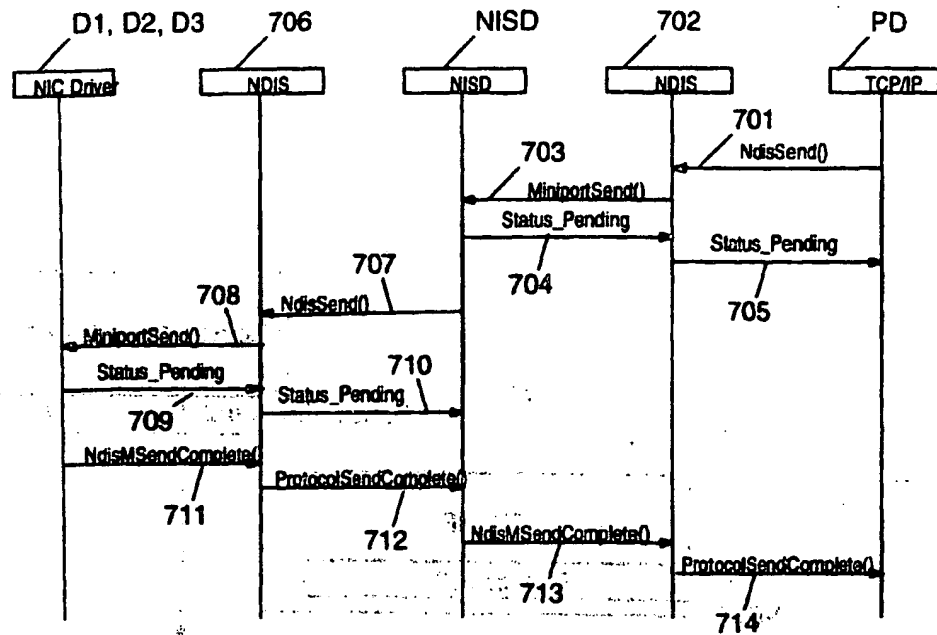 D1, D2, D3 706 NISD 702 PD
NIC Driver NDIS NISD NDIS TCP/IP
701
NdisSend()
703
MiniportSend()
Status_Pending
Status_Pending
704
707
705
708
NdisSend()
MiniportSend()
Status_Pending
710
Status_Pending
709
NdisMSendComplete()
ProtocolSendComplete()
711
712
NdisMSendComplete()
ProtocolSendComplete()
713
714